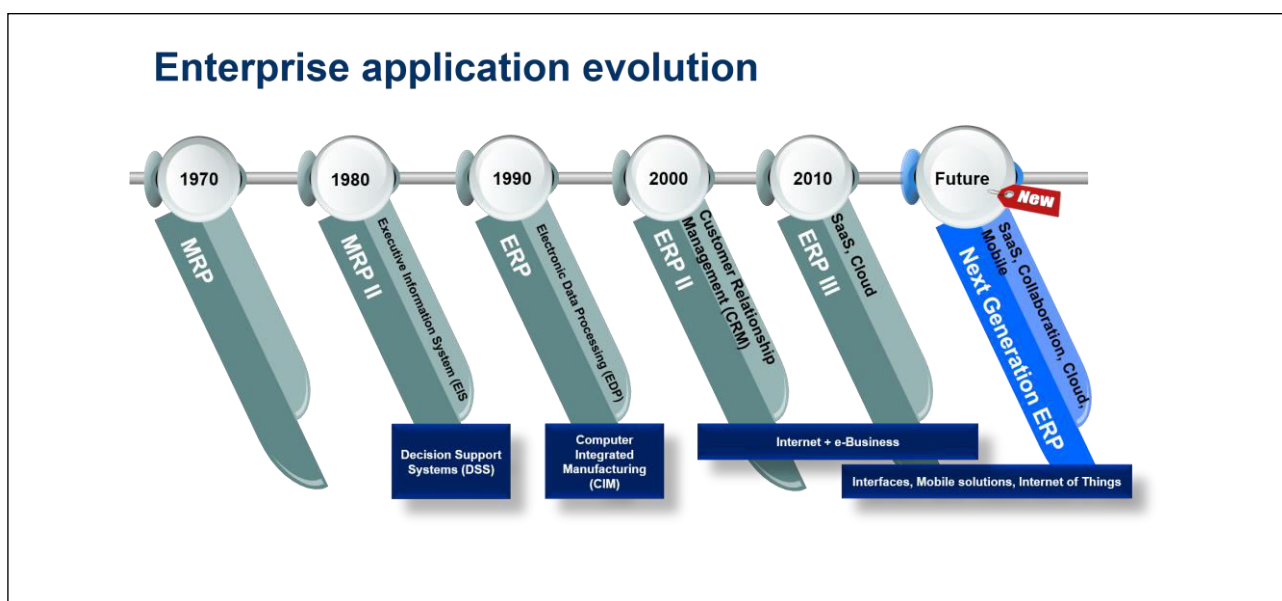 Enterprise application evolution
1970
1980
1990
2000
2010
Future
New
MRP
MRP II
Executive Information System (EIS
ERP
Electronic Data Processing (EDP)
ERP II
Customer Relationship
Management (CRM)
ERP III
SaaS, Cloud
Next Generation ERP
SaaS, Collaboration, Cloud,
Mobile
Decision Support
Systems (DSS)
Computer
Integrated
Manufacturing
(CIM)
Internet + e-Business
Interfaces, Mobile solutions, Internet of Things